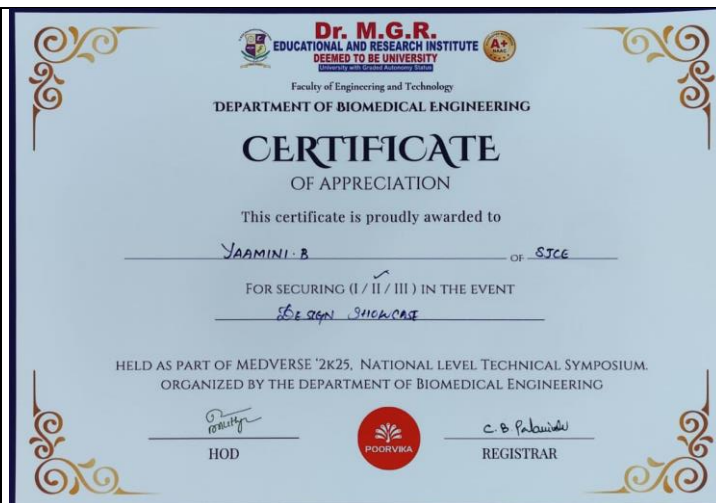 Dr. M.G.R.
EDUCATIONAL AND RESEARCH INSTITUTE
DEEMED TO BE UNIVERSITY
University with Graded Autonomy Status
A+
NAAC
Faculty of Engineering and Technology
DEPARTMENT OF BIOMEDICAL ENGINEERING
CERTIFICATE
OF APPRECIATION
This certificate is proudly awarded to
YAAMINI.B OF SJCE
FOR SECURING (I / II / III) IN THE EVENT
DESIGN SHOWCASE
HELD AS PART OF MEDVERSE '2K25, NATIONAL LEVEL TECHNICAL SYMPOSIUM.
ORGANIZED BY THE DEPARTMENT OF BIOMEDICAL ENGINEERING
HOD
POORVIKA
C. B
REGISTRAR